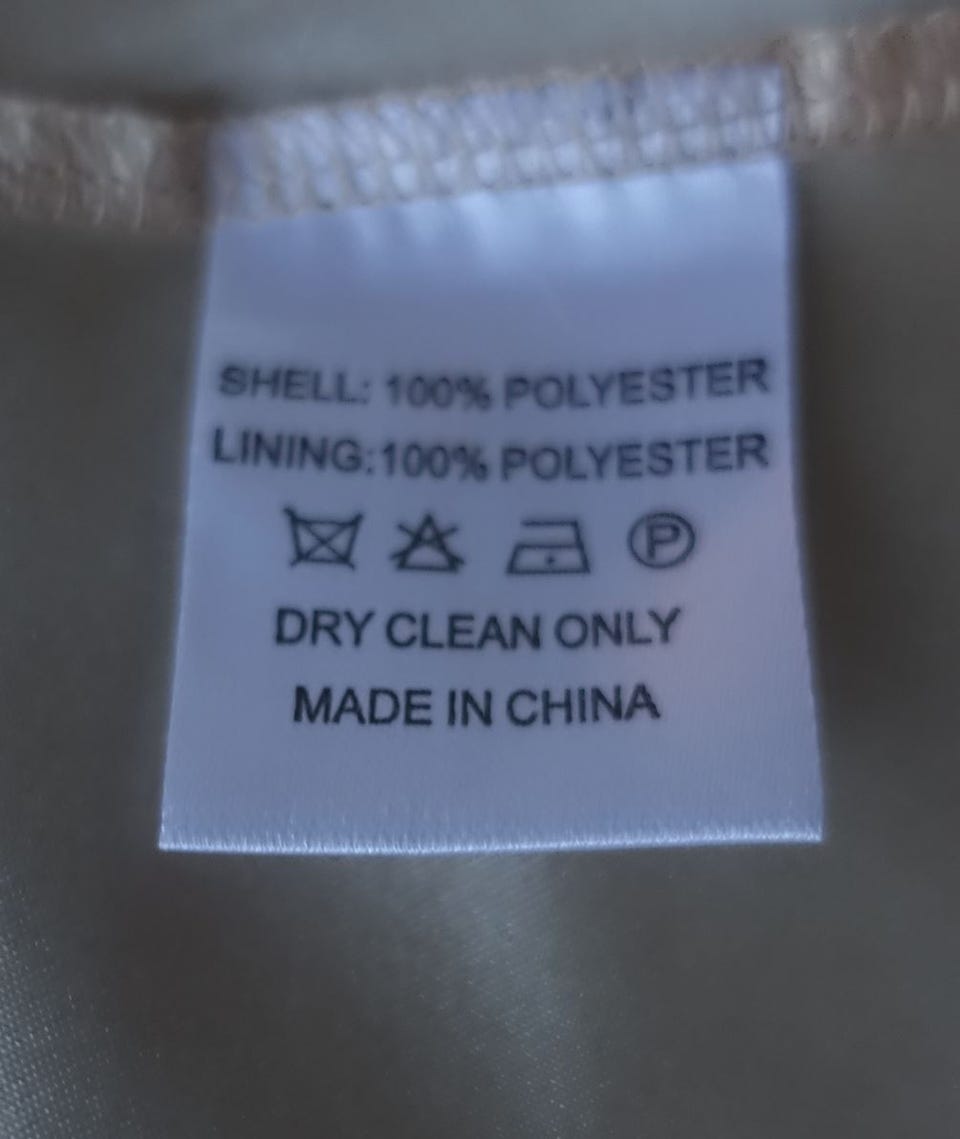 SHELL: 100% POLYESTER
LINING:100% POLYESTER
P
DRY CLEAN ONLY
MADE IN CHINA